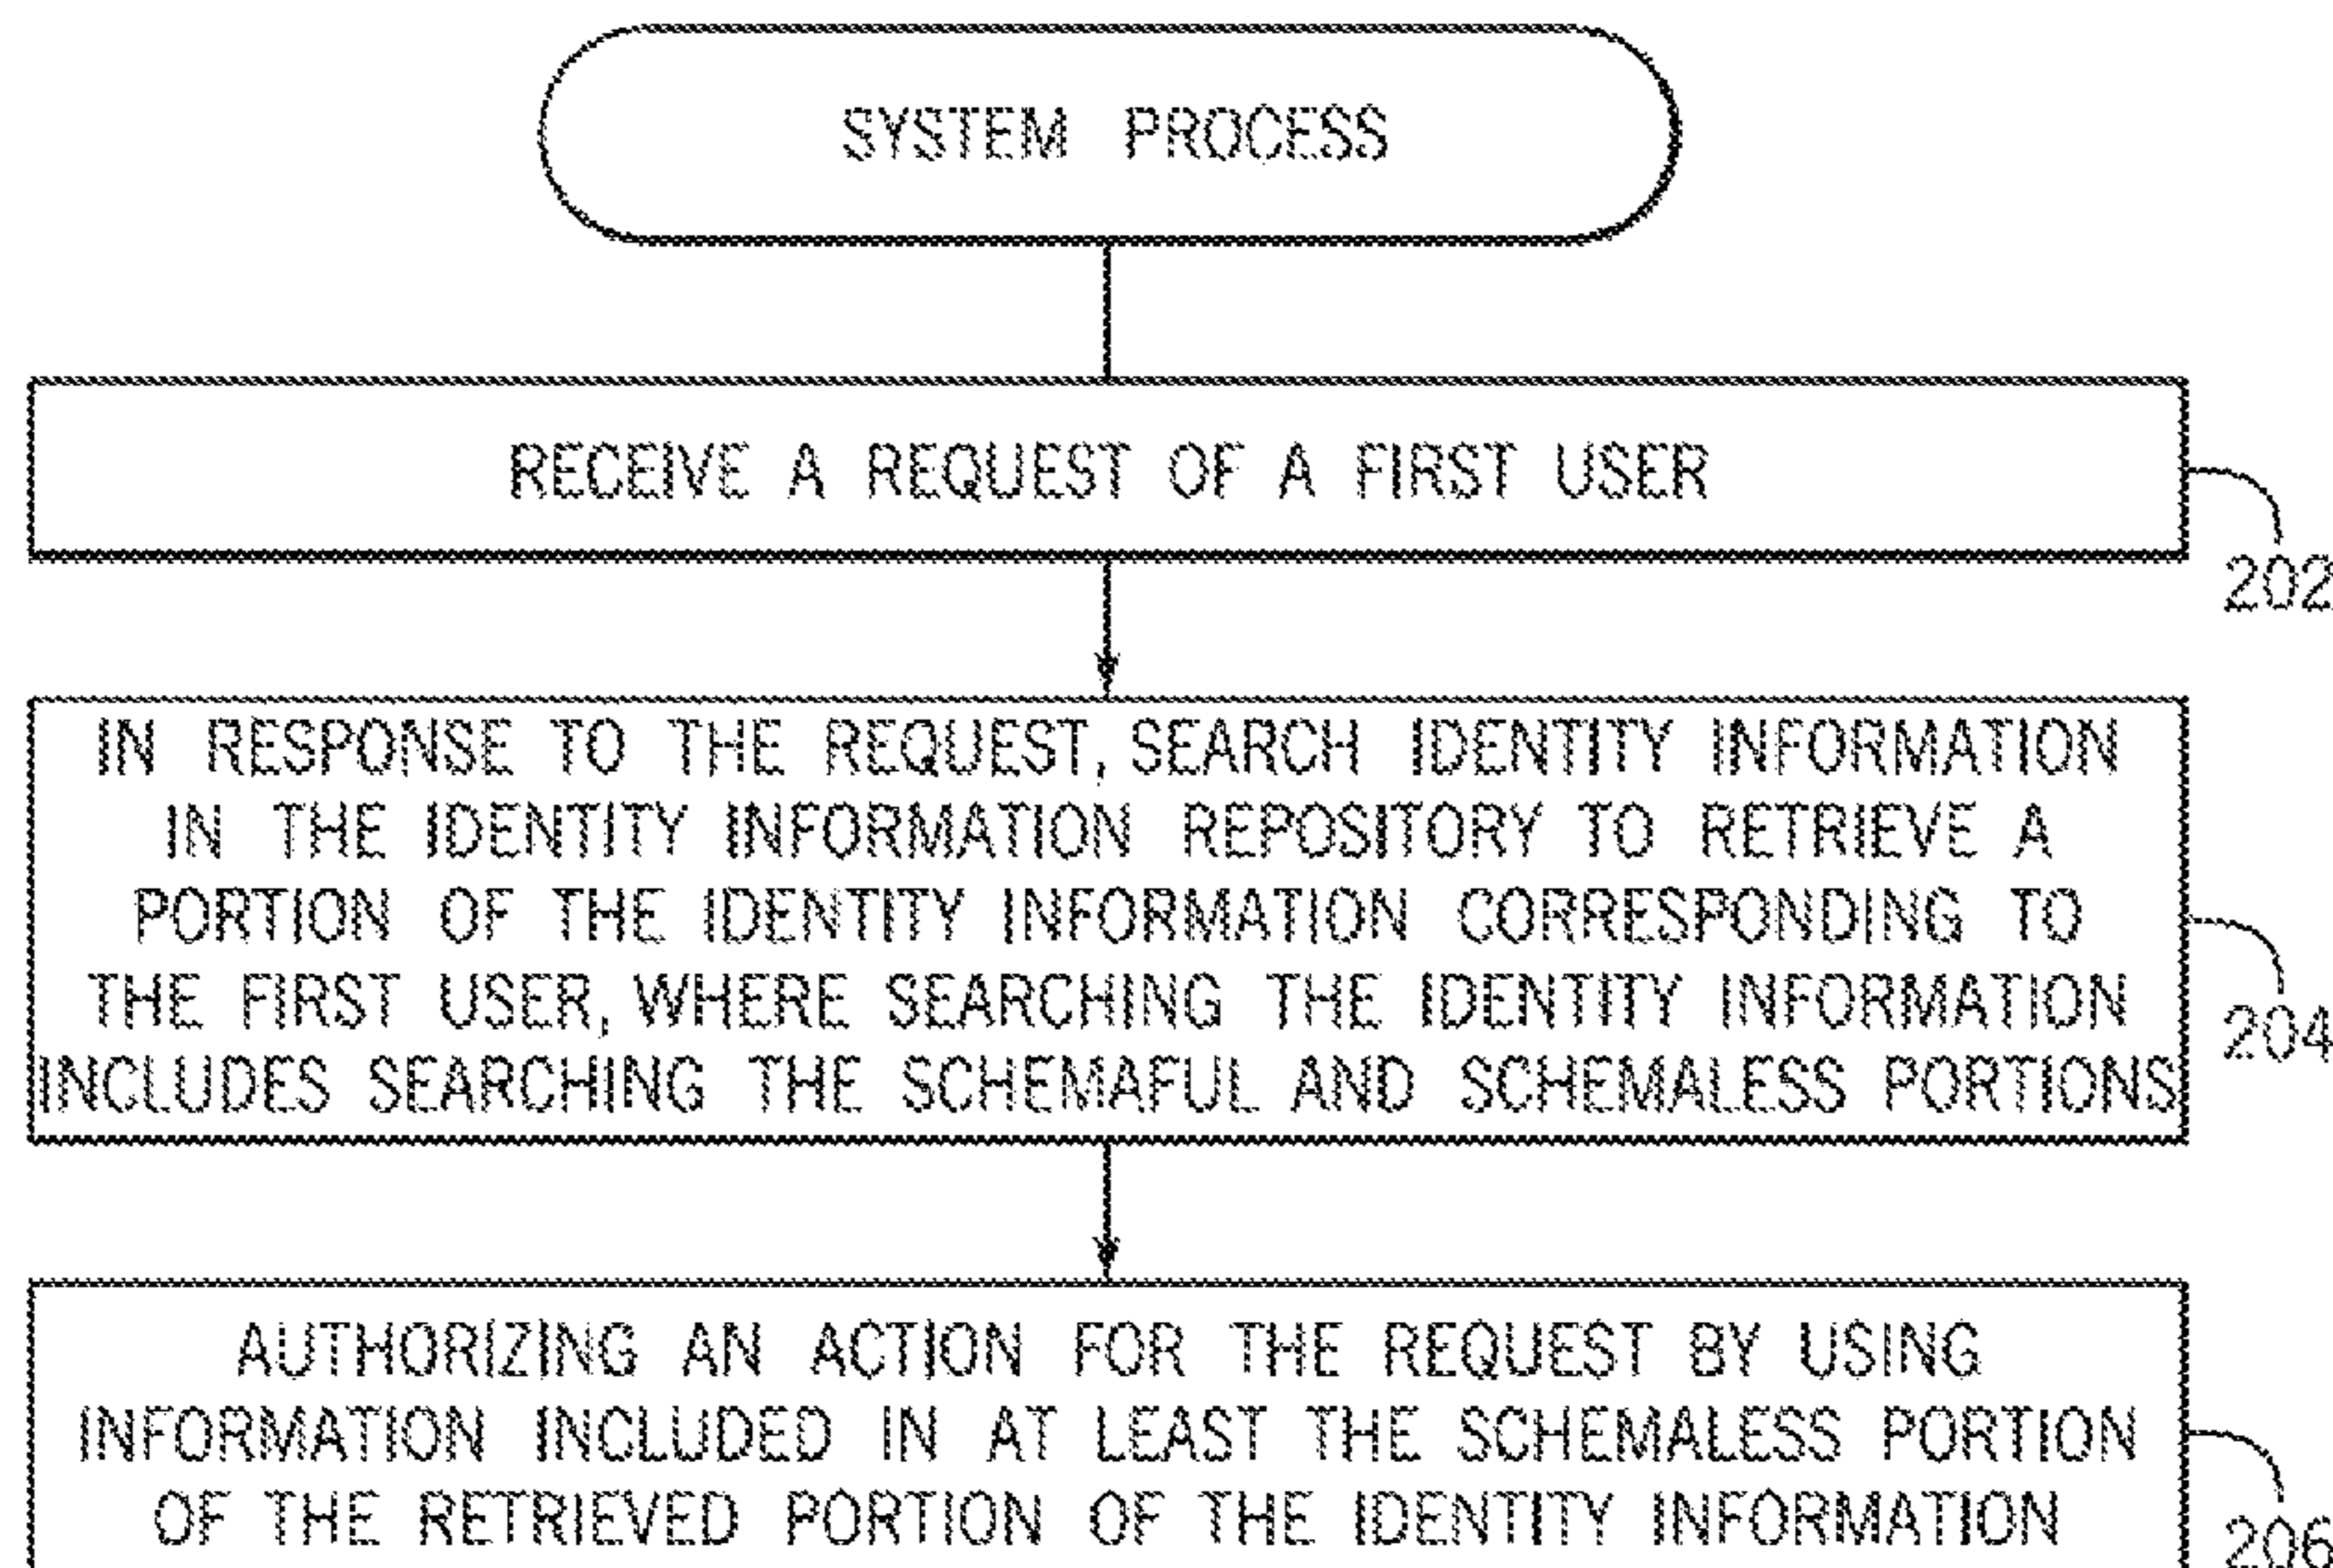 SYSTEM PROCESS
RECEIVE A REQUEST OF A FIRST USER
202
IN RESPONSE TO THE REQUEST, SEARCH IDENTITY INFORMATION
IN THE IDENTITY INFORMATION REPOSITORY TO RETRIEVE A
PORTION OF THE IDENTITY INFORMATION CORRESPONDING TO
THE FIRST USER, WHERE SEARCHING THE IDENTITY INFORMATION
INCLUDES SEARCHING THE SCHEMAFUL AND SCHEMALESS PORTIONS
204
AUTHORIZING AN ACTION FOR THE REQUEST BY USING
INFORMATION INCLUDED IN AT LEAST THE SCHEMALESS PORTION
OF THE RETRIEVED PORTION OF THE IDENTITY INFORMATION
206